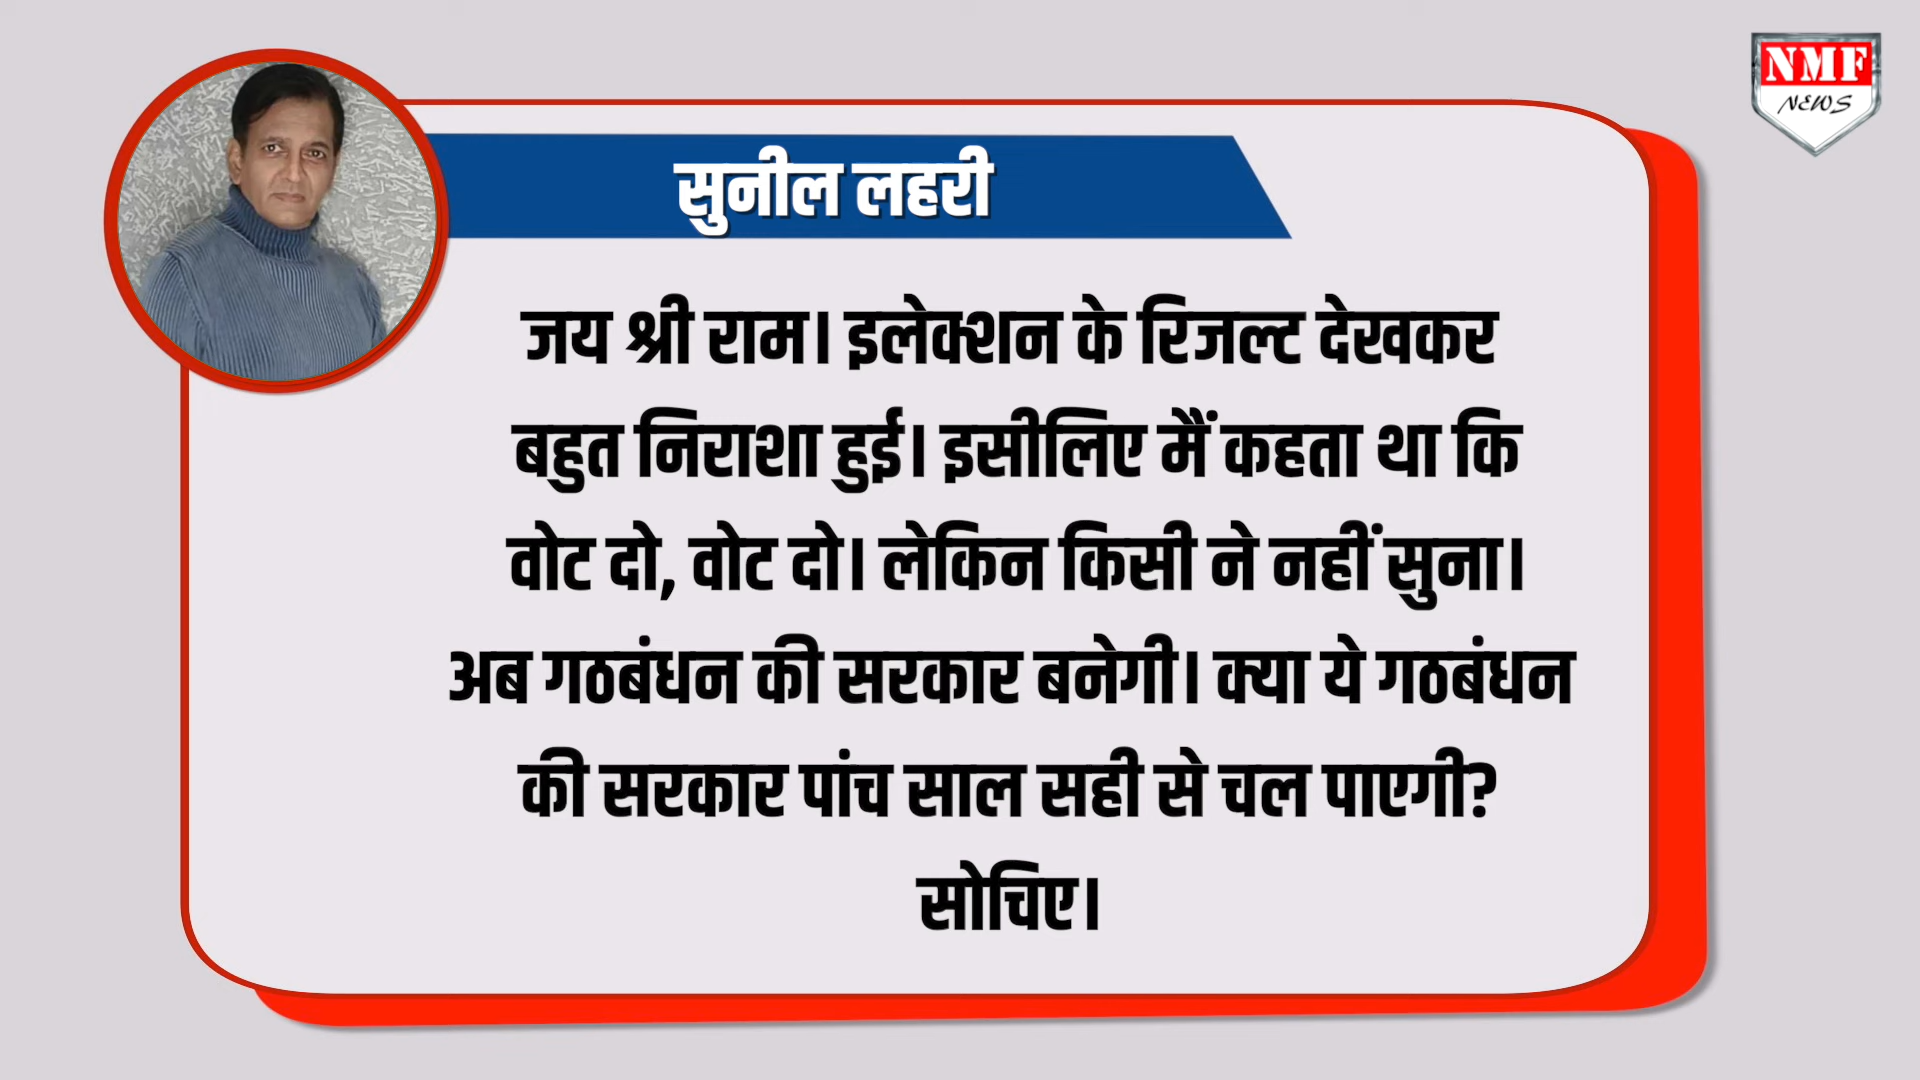 NMF
NEWS
सुनील लहरी
जय श्री राम। इलेक्शन के रिजल्ट देखकर
बहुत निराशा हुई। इसीलिए मैं कहता था कि
वोट दो, वोट दो। लेकिन किसी ने नहीं सुना।
अब गठबंधन की सरकार बनेगी। क्या ये गठबंधन
की सरकार पांच साल सही से चल पाएगी?
सोचिए।